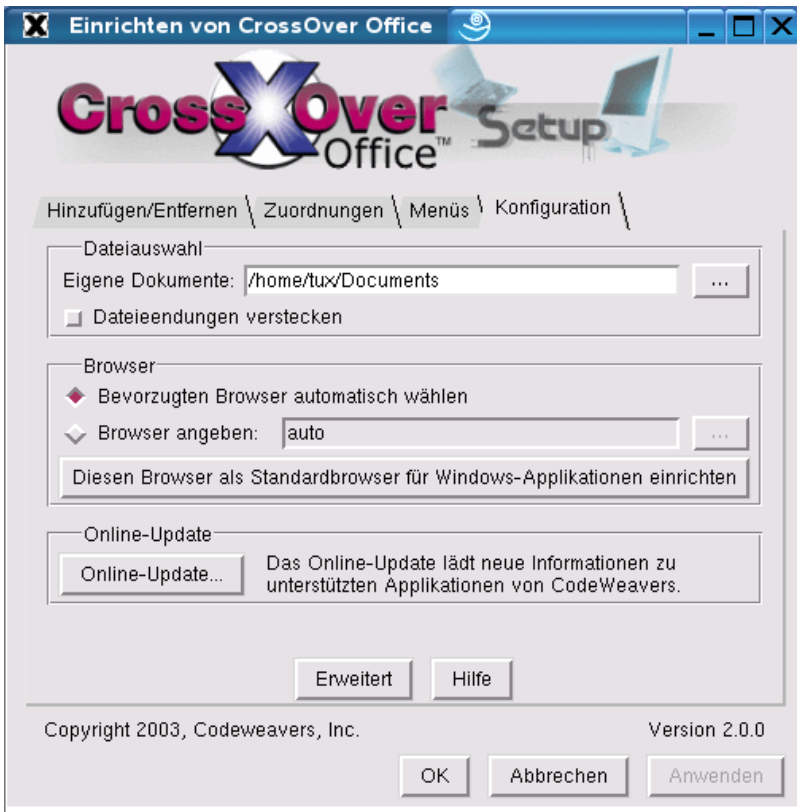 Einrichten von CrossOver Office
CrossOver
Office™
Setup
Hinzufügen/Entfernen
Zuordnungen
Menüs
Konfiguration
Dateiauswahl
Eigene Dokumente: /home/tux/Documents ...
Dateieendungen verstecken
Browser
Bevorzugten Browser automatisch wählen
Browser angeben: auto ...
Diesen Browser als Standardbrowser für Windows-Applikationen einrichten
Online-Update
Online-Update...
Das Online-Update lädt neue Informationen zu
unterstützten Applikationen von CodeWeavers.
Erweitert
Hilfe
Copyright 2003, Codeweavers, Inc.
Version 2.0.0
OK
Abbrechen
Anwenden